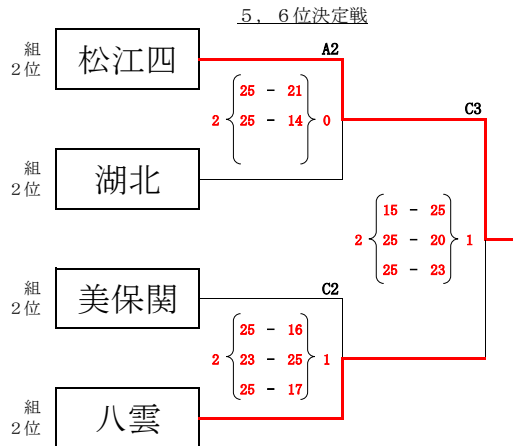 ５，６位決定戦
組
２位
松江四
A2
25 - 21
2 25 - 14 0
C3
組
２位
湖北
15 - 25
2 25 - 20 1
25 - 23
組
２位
美保関
C2
25 - 16
2 23 - 25 1
25 - 17
組
２位
八雲